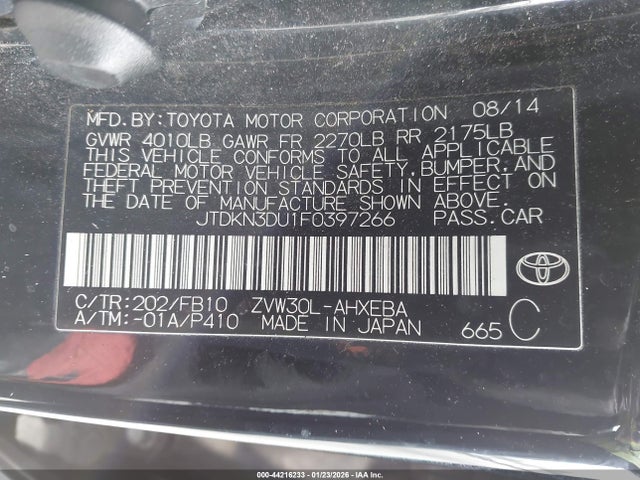 MFD. BY: TOYOTA MOTOR CORPORATION 08/14
GVWR 4010LB GAWR FR 2270LB RR 2175LB
THIS VEHICLE CONFORMS TO ALL APPLICABLE
FEDERAL MOTOR VEHICLE SAFETY, BUMPER, AND
THEFT PREVENTION STANDARDS IN EFFECT ON
THE DATE OF MANUFACTURE SHOWN ABOVE.
JTDKN3DU1F0397266 PASS. CAR
C/TR: 202/FB10 ZVW30L-AHXEBA
A/TM: -01A/P410 MADE IN JAPAN 665 C
000-44216233 - 01/23/2026 - IAA Inc.